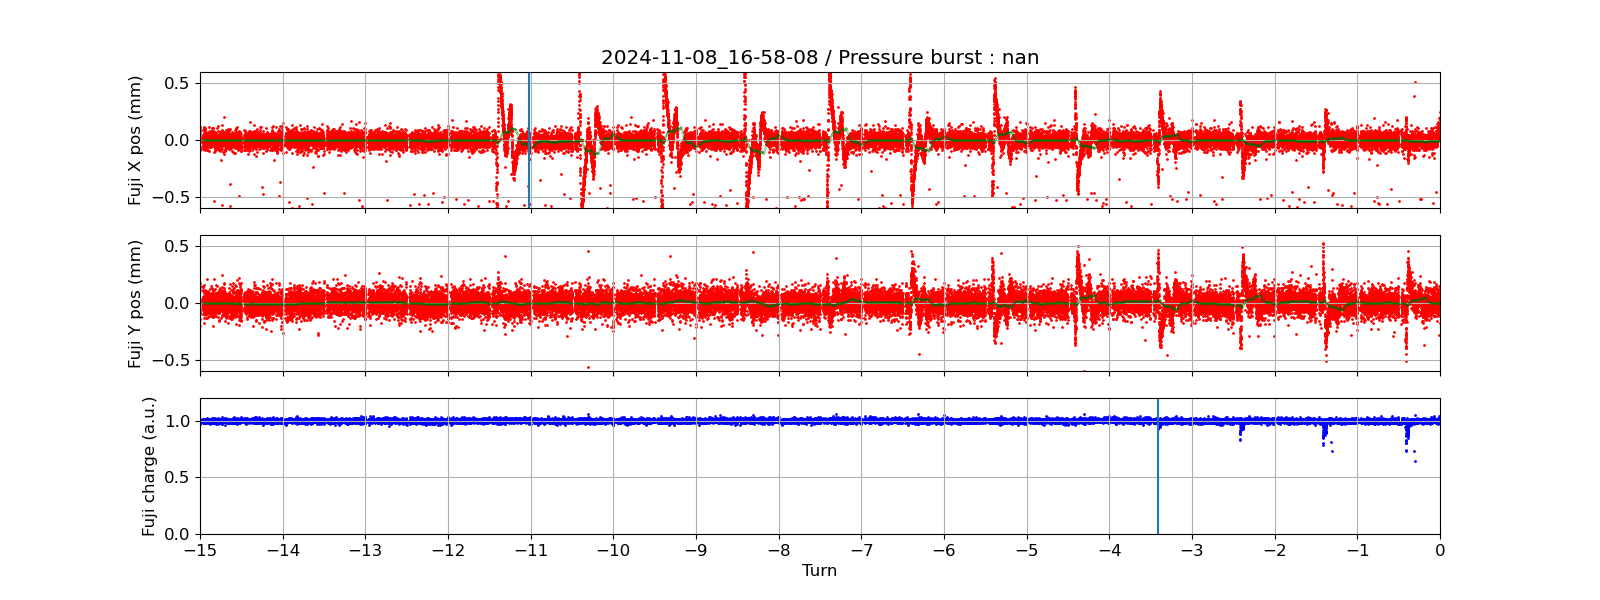 2024-11-08_16-58-08 / Pressure burst : nan
Fuji X pos (mm)
0.5
0.0
−0.5
Fuji Y pos (mm)
0.5
0.0
−0.5
Fuji charge (a.u.)
1.0
0.5
0.0
−15 −14 −13 −12 −11 −10 −9 −8 −7 −6 −5 −4 −3 −2 −1 0
Turn